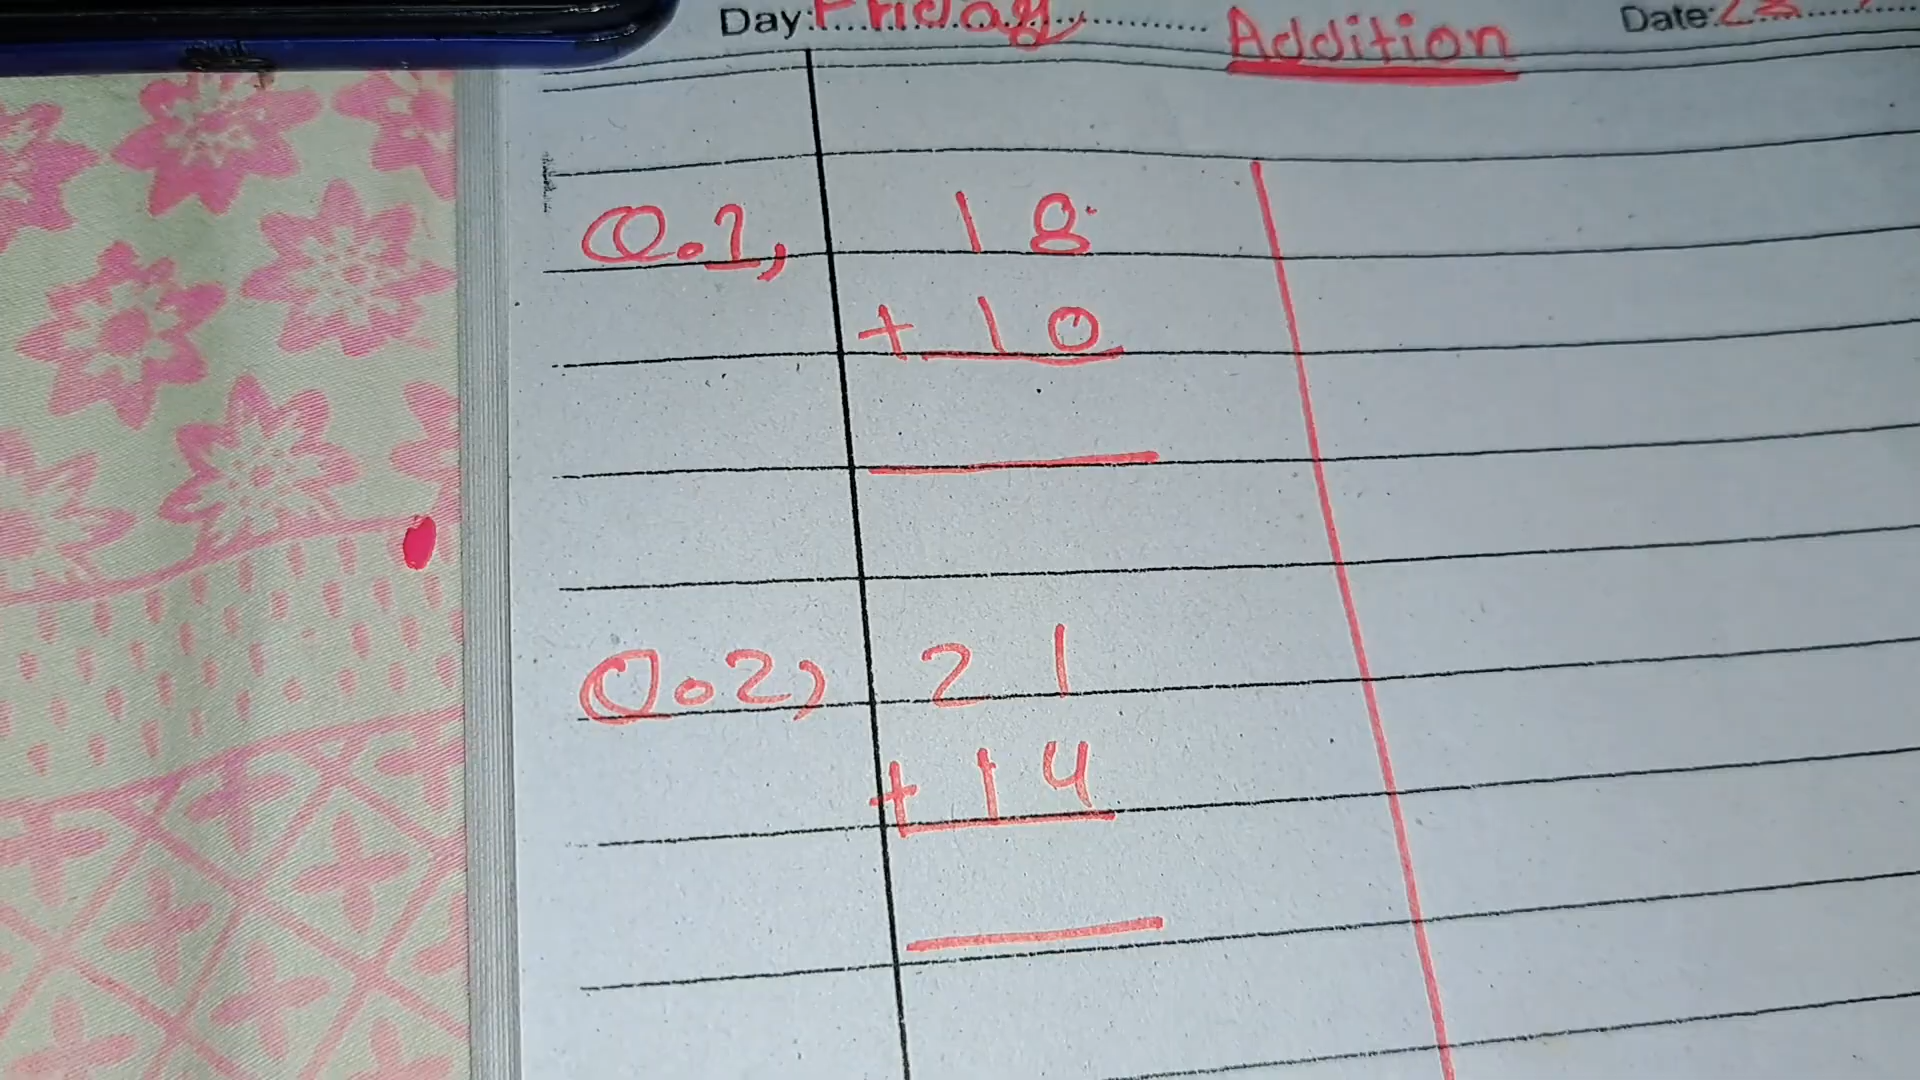 Day: Friday
Addition
Date:
Q.1, 18
+ 10
Q.2) 21
+ 14